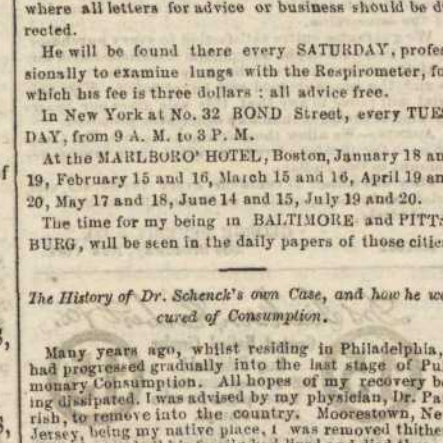 where all letters for advice or business should be d
rected.
He will be found there every SATURDAY, profes
sionally to examine lungs with the Respirometer, fo
which his fee is three dollars : all advice free.
In New York at No. 32 BOND Street, every TUES
DAY, from 9 A. M. to 3 P. M.
At the MARLBORO' HOTEL, Boston, January 18 an
f
19, February 15 and 16, March 15 and 16, April 19 an
20, May 17 and 18, June 14 and 15, July 19 and 20.
The time for my being in BALTIMORE and PITTS
BURG, will be seen in the daily papers of those cities
The History of Dr. Schenck's own Case, and how he wa
cured of Consumption.
Many years ago, whilst residing in Philadelphia,
had progressed gradually into the last stage of Pul
monary Consumption. All hopes of my recovery be
ing dissipated. I was advised by my physician, Dr. Par
rish, to remove into the country. Moorestown, New
Jersey, being my native place, I was removed thithe